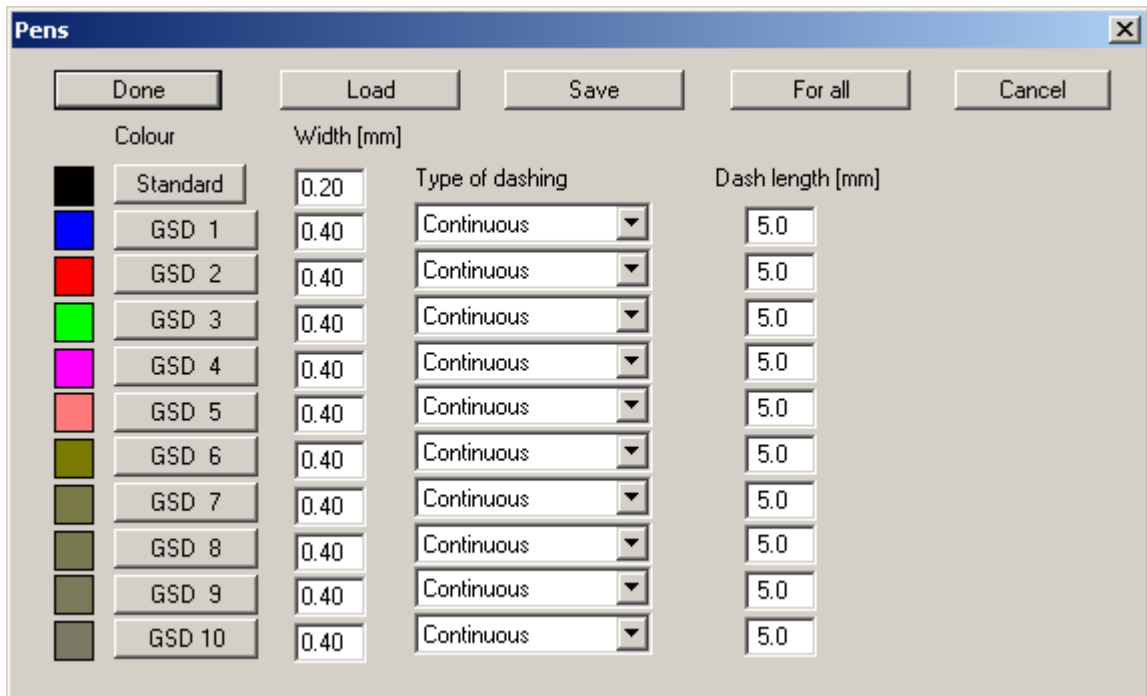 Pens
Done Load Save For all Cancel
Colour Width [mm]
Standard 0.20 Type of dashing Dash length [mm]
GSD 1 0.40 Continuous 5.0
GSD 2 0.40 Continuous 5.0
GSD 3 0.40 Continuous 5.0
GSD 4 0.40 Continuous 5.0
GSD 5 0.40 Continuous 5.0
GSD 6 0.40 Continuous 5.0
GSD 7 0.40 Continuous 5.0
GSD 8 0.40 Continuous 5.0
GSD 9 0.40 Continuous 5.0
GSD 10 0.40 Continuous 5.0